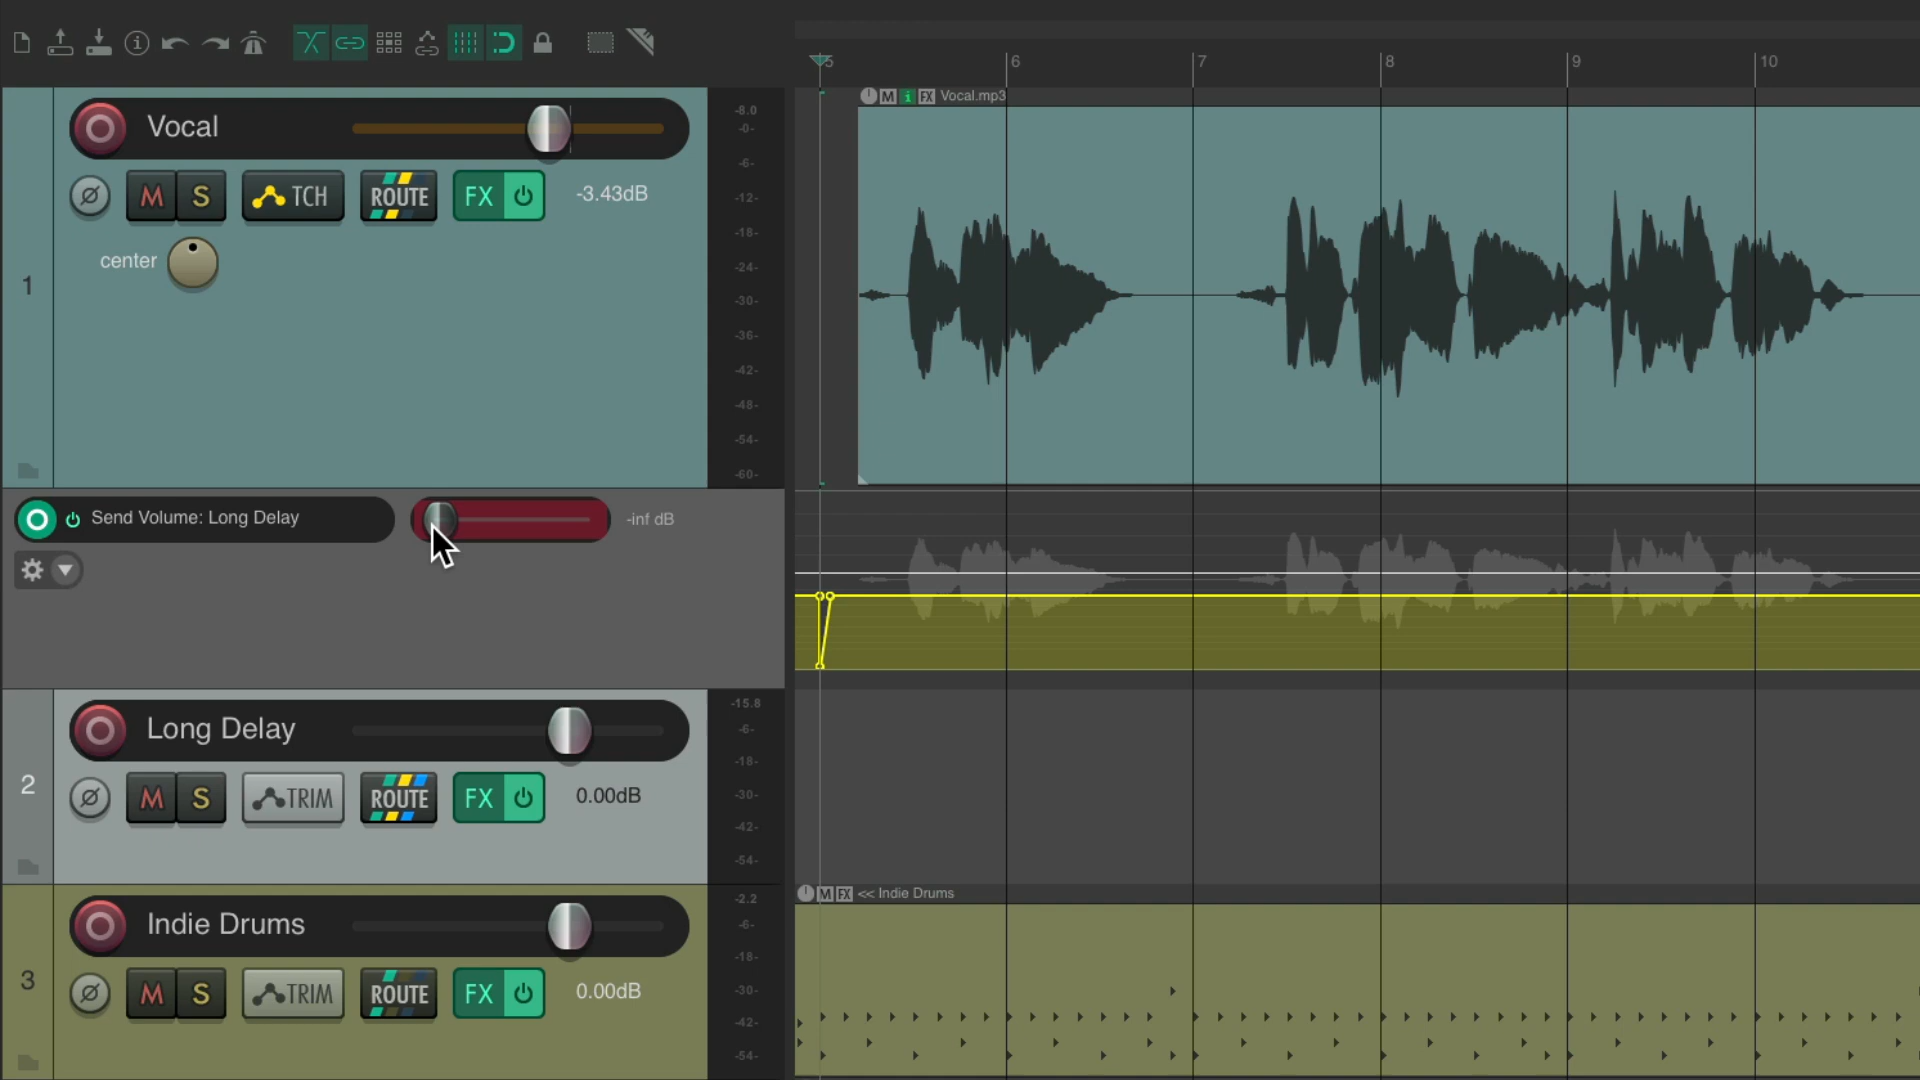 5 6 7 8 9 10
M i FX Vocal.mp3
Vocal
M S TCH ROUTE FX -3.43dB
center
1
-8.0
-0-
-6-
-12-
-18-
-24-
-30-
-36-
-42-
-48-
-54-
-60-
Send Volume: Long Delay -inf dB
Long Delay
2
M S TRIM ROUTE FX 0.00dB
-15.8
-6-
-18-
-30-
-42-
-54-
M FX << Indie Drums
Indie Drums
3
M S TRIM ROUTE FX 0.00dB
-2.2
-6-
-18-
-30-
-42-
-54-